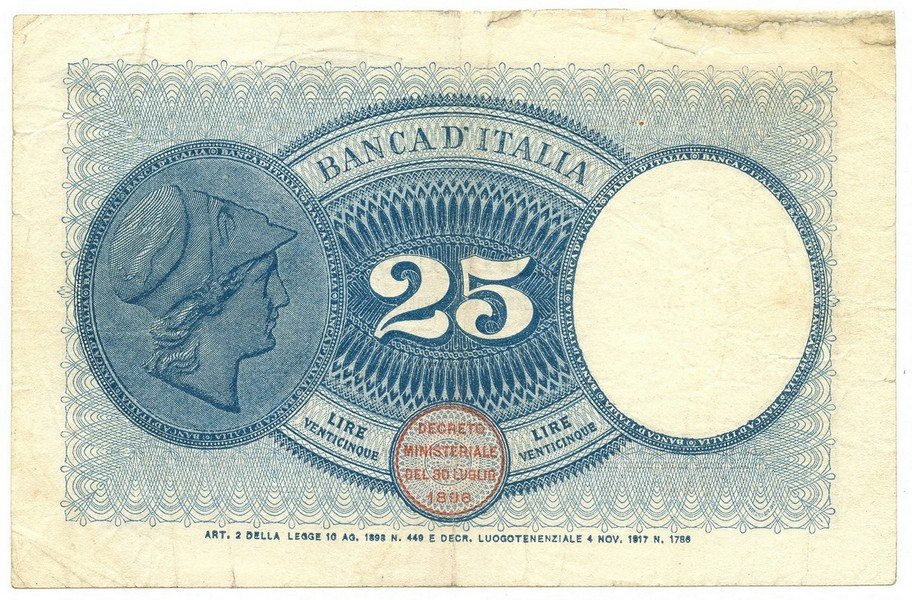 BANCA D'ITALIA
25
LIRE
VENTICINQUE
LIRE
VENTICINQUE
DECRETO
MINISTERIALE
DEL 30 LUGLIO
1896
ART. 2 DELLA LEGGE 10 AG. 1893 N. 449 E DECR. LUOGOTENENZIALE 4 NOV. 1917 N. 1786